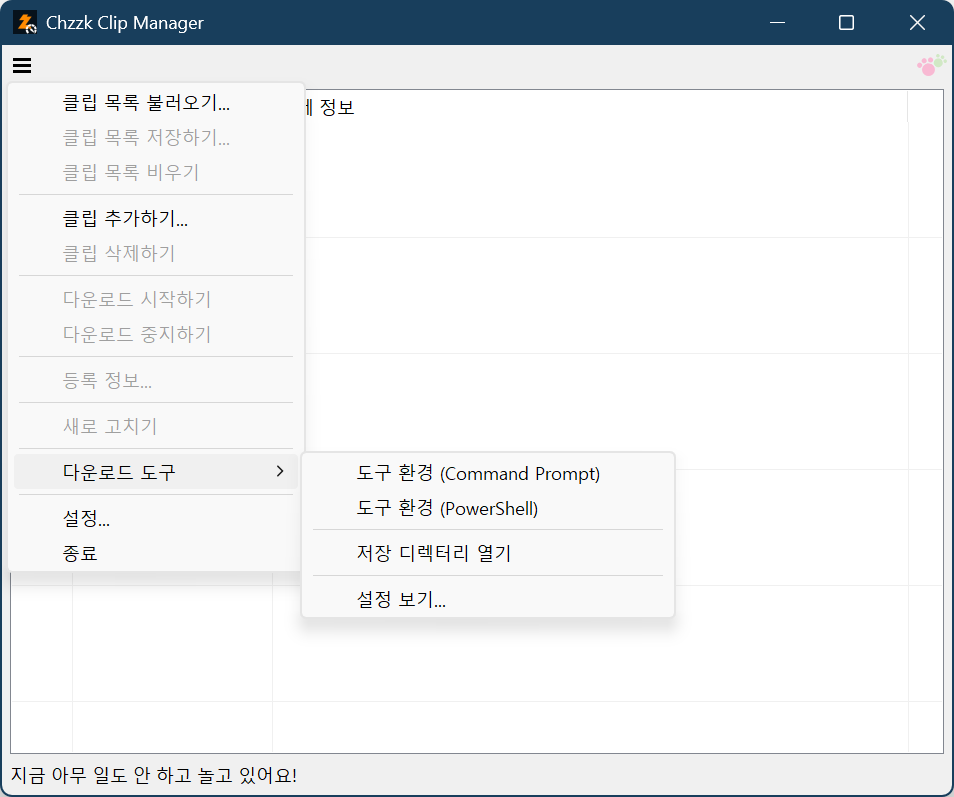 Chzzk Clip Manager
정보
클립 목록 불러오기...
클립 목록 저장하기...
클립 목록 비우기
클립 추가하기...
클립 삭제하기
다운로드 시작하기
다운로드 중지하기
등록 정보...
새로 고치기
다운로드 도구
도구 환경 (Command Prompt)
도구 환경 (PowerShell)
저장 디렉터리 열기
설정 보기...
설정...
종료
지금 아무 일도 안 하고 놀고 있어요!